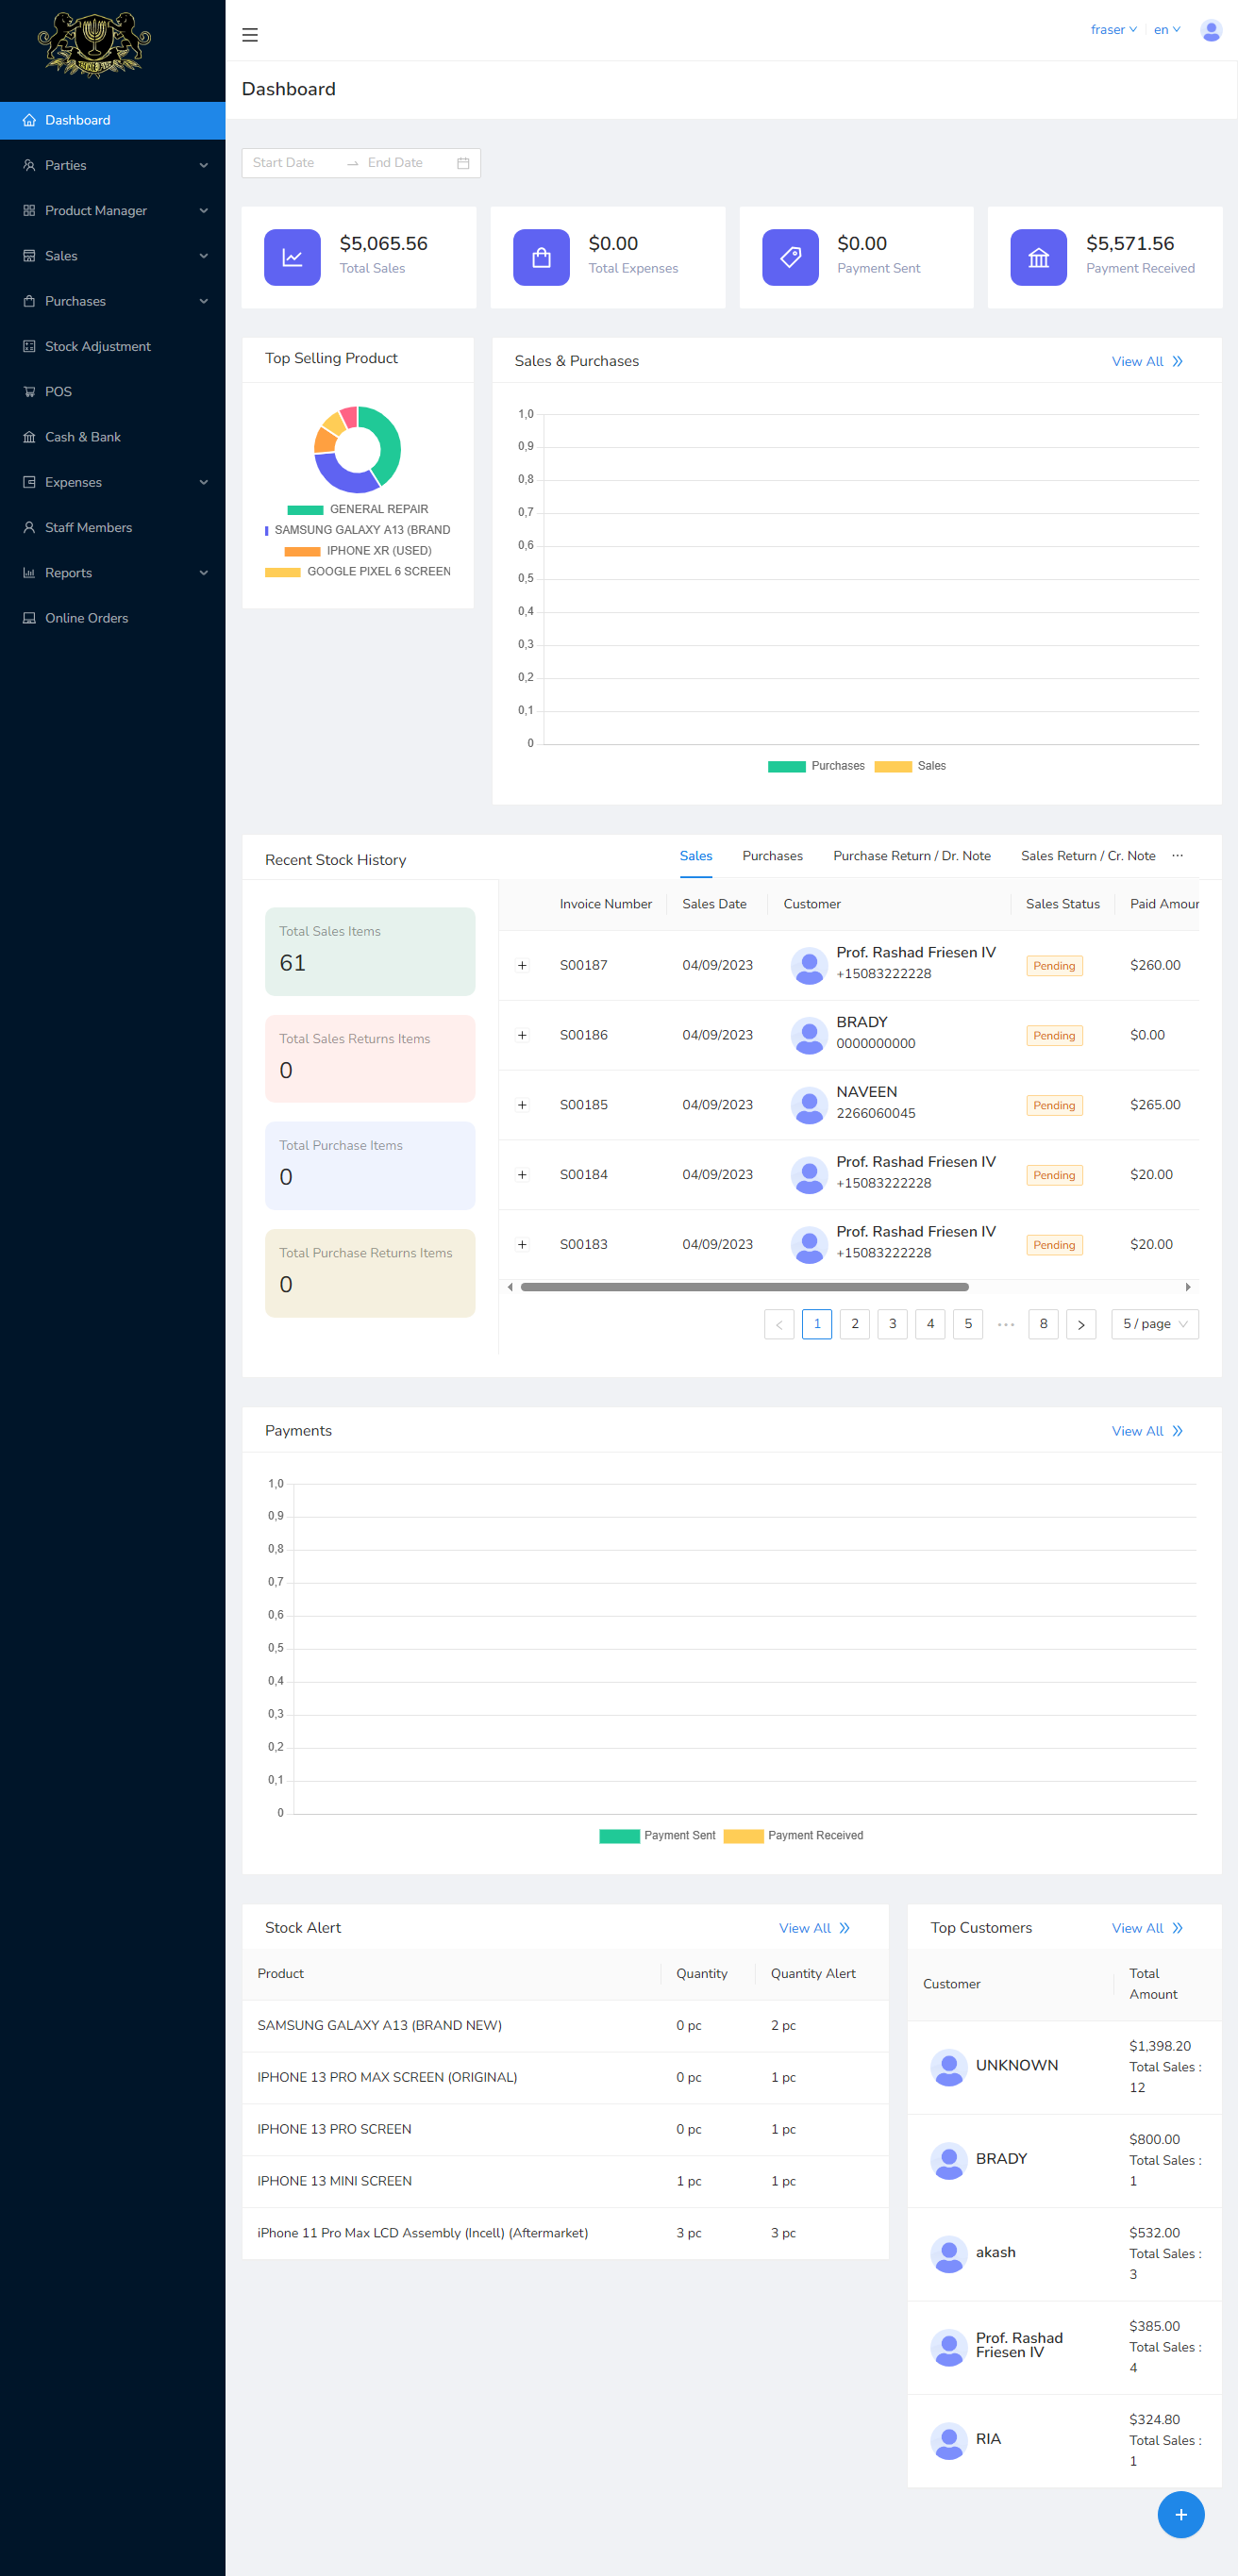 fraser
en
Dashboard
Dashboard
Parties
Product Manager
Sales
Purchases
Stock Adjustment
POS
Cash & Bank
Expenses
Staff Members
Reports
Online Orders
Start Date
End Date
$5,065.56
Total Sales
$0.00
Total Expenses
$0.00
Payment Sent
$5,571.56
Payment Received
Top Selling Product
GENERAL REPAIR
SAMSUNG GALAXY A13 (BRAND
IPHONE XR (USED)
GOOGLE PIXEL 6 SCREEN
Sales & Purchases
View All
1,0
0,9
0,8
0,7
0,6
0,5
0,4
0,3
0,2
0,1
0
Purchases Sales
Recent Stock History
Sales Purchases Purchase Return / Dr. Note Sales Return / Cr. Note ···
Total Sales Items
61
Total Sales Returns Items
0
Total Purchase Items
0
Total Purchase Returns Items
0
Invoice Number Sales Date Customer Sales Status Paid Amour
+ S00187 04/09/2023 Prof. Rashad Friesen IV Pending $260.00
+15083222228
+ S00186 04/09/2023 BRADY Pending $0.00
0000000000
+ S00185 04/09/2023 NAVEEN Pending $265.00
2266060045
+ S00184 04/09/2023 Prof. Rashad Friesen IV Pending $20.00
+15083222228
+ S00183 04/09/2023 Prof. Rashad Friesen IV Pending $20.00
+15083222228
< 1 2 3 4 5 ••• 8 > 5 / page
Payments
View All
1,0
0,9
0,8
0,7
0,6
0,5
0,4
0,3
0,2
0,1
0
Payment Sent Payment Received
Stock Alert
View All
Product Quantity Quantity Alert
SAMSUNG GALAXY A13 (BRAND NEW) 0 pc 2 pc
IPHONE 13 PRO MAX SCREEN (ORIGINAL) 0 pc 1 pc
IPHONE 13 PRO SCREEN 0 pc 1 pc
IPHONE 13 MINI SCREEN 1 pc 1 pc
iPhone 11 Pro Max LCD Assembly (Incell) (Aftermarket) 3 pc 3 pc
Top Customers
View All
Customer
Total
Amount
UNKNOWN
$1,398.20
Total Sales :
12
BRADY
$800.00
Total Sales :
1
akash
$532.00
Total Sales :
3
Prof. Rashad
Friesen IV
$385.00
Total Sales :
4
RIA
$324.80
Total Sales :
1
+